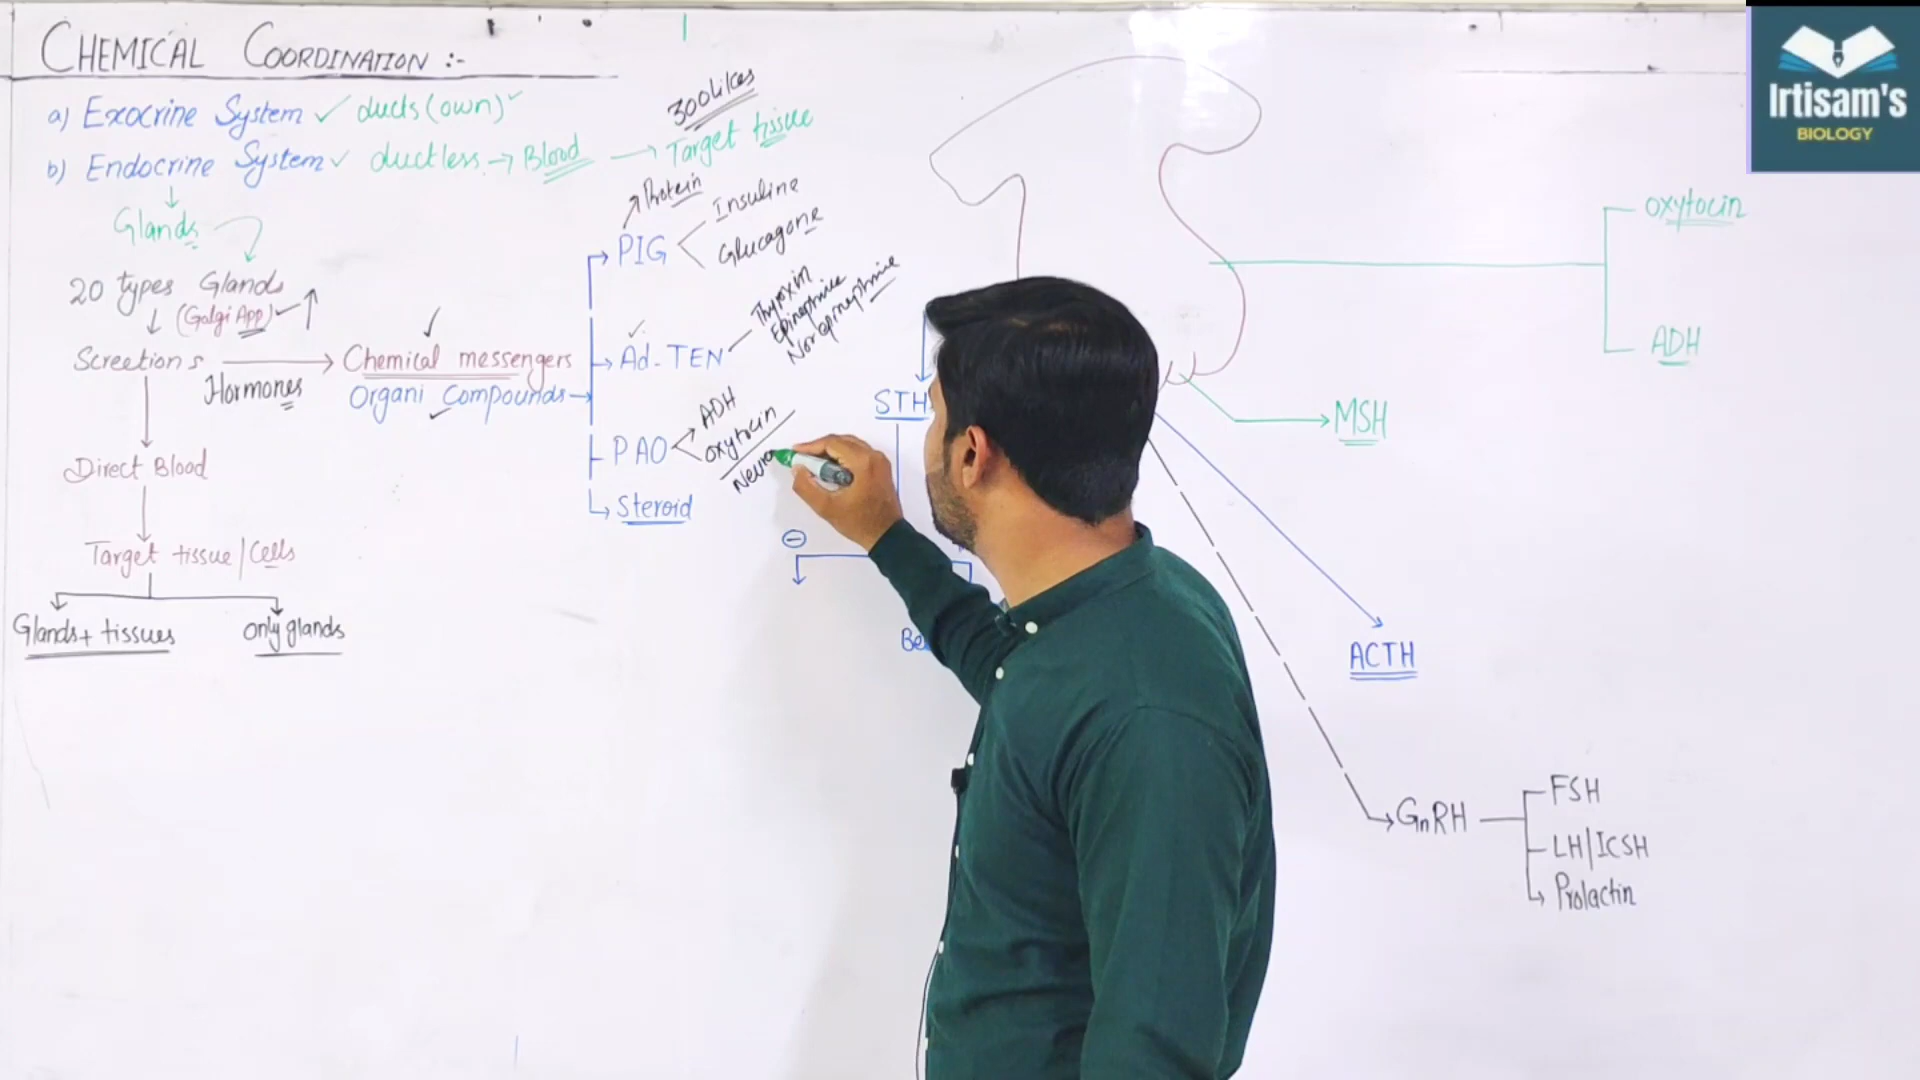 CHEMICAL COORDINATION :-
a) Exocrine System ✓ ducts (own) ✓
b) Endocrine System ✓ ductless → Blood → Target tissue
300 likes
Glands
20 types Glands
(Golgi App)
Screetions → Chemical messengers
Hormones
Organi Compounds →
Direct Blood
Target tissue/Cells
Glands + tissues
only glands
Protein
PIG
Insuline
Glucagone
Ad-TEN
Thyroxin
Epinephrine
Norepinephrine
PAO
ADH
Oxytocin
Neuro
Steroid
STH
⊖
Irtisam's
BIOLOGY
Oxytocin
ADH
MSH
ACTH
GnRH
FSH
LH/ICSH
Prolactin